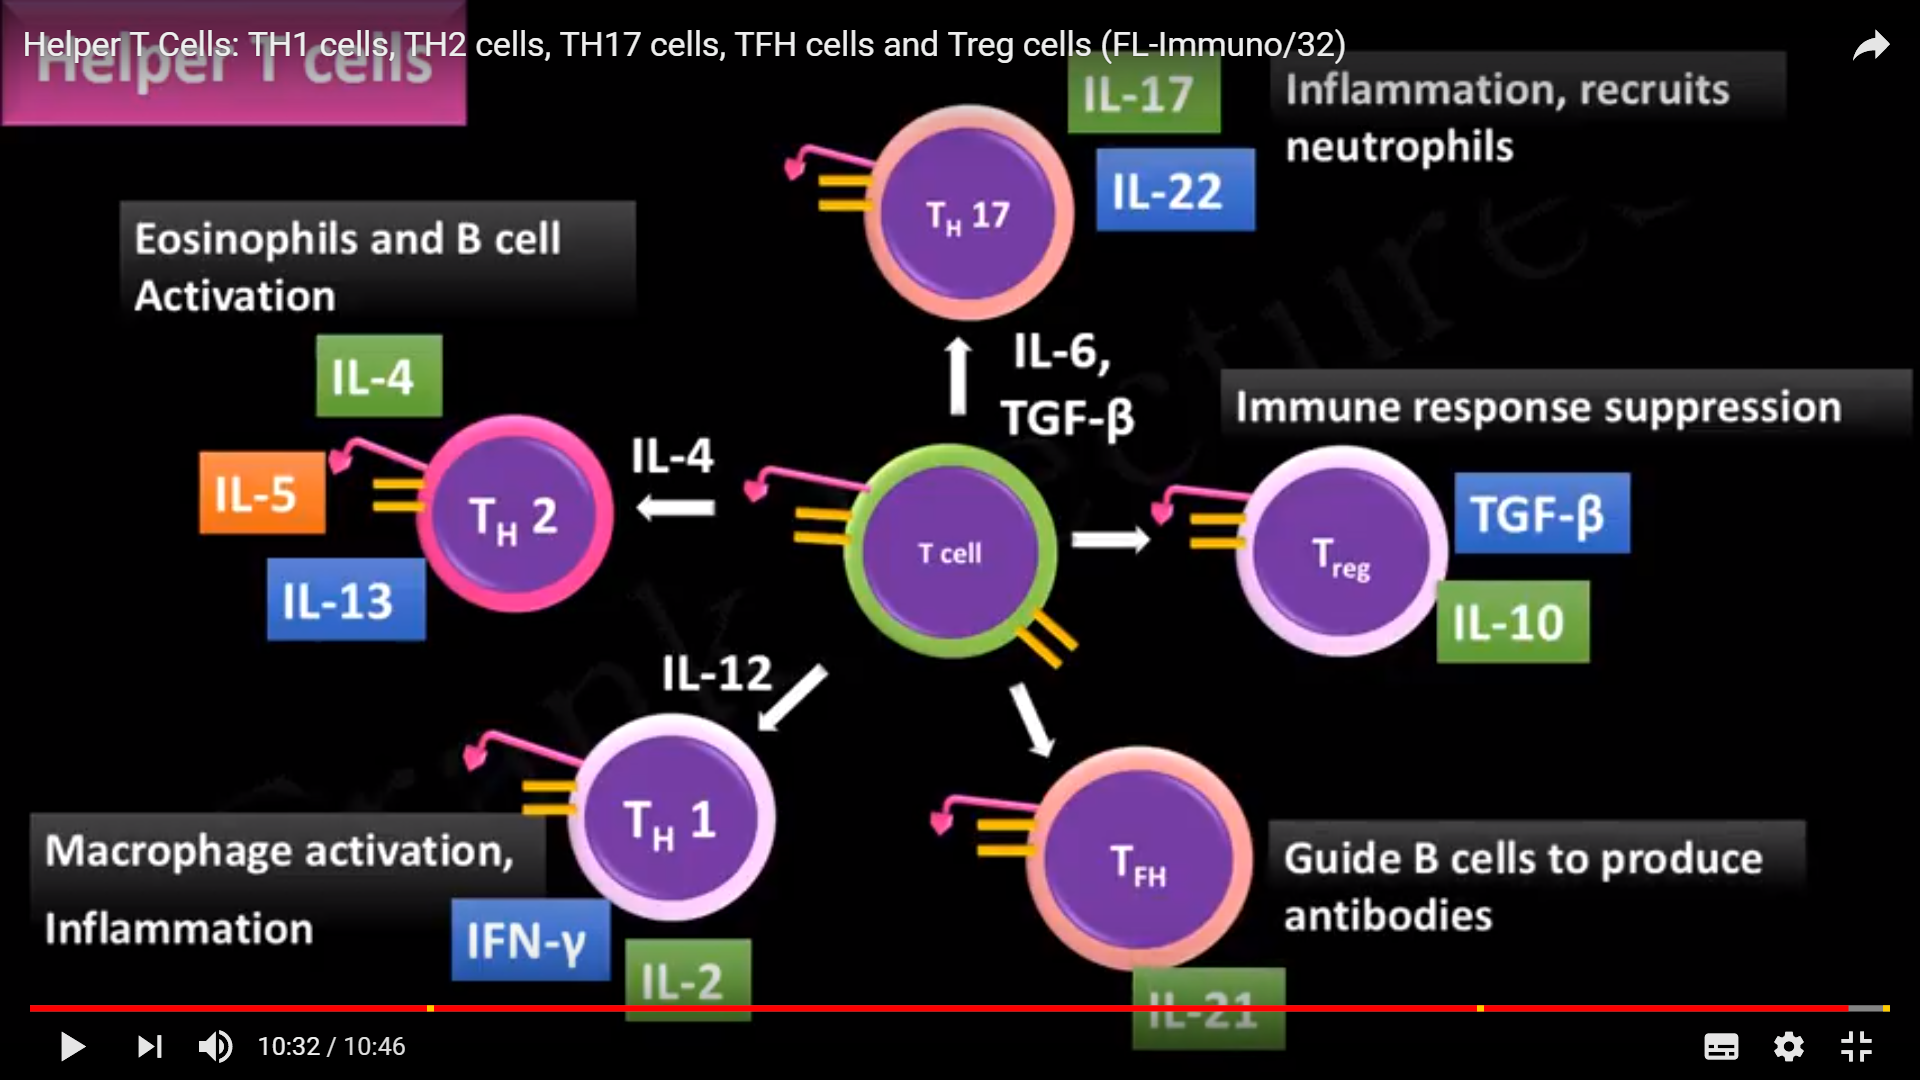 Helper T Cells: TH1 cells, TH2 cells, TH17 cells, TFH cells and Treg cells (FL-Immuno/32)
Helper T cells
IL-17
Inflammation, recruits
neutrophils
IL-22
TH 17
Eosinophils and B cell
Activation
IL-4
IL-5
IL-13
TH 2
IL-4
IL-6,
TGF-β
T cell
Immune response suppression
Treg
TGF-β
IL-10
IL-12
TH 1
Macrophage activation,
Inflammation
IFN-γ
IL-2
TFH
Guide B cells to produce
antibodies
IL-21
10:32 / 10:46